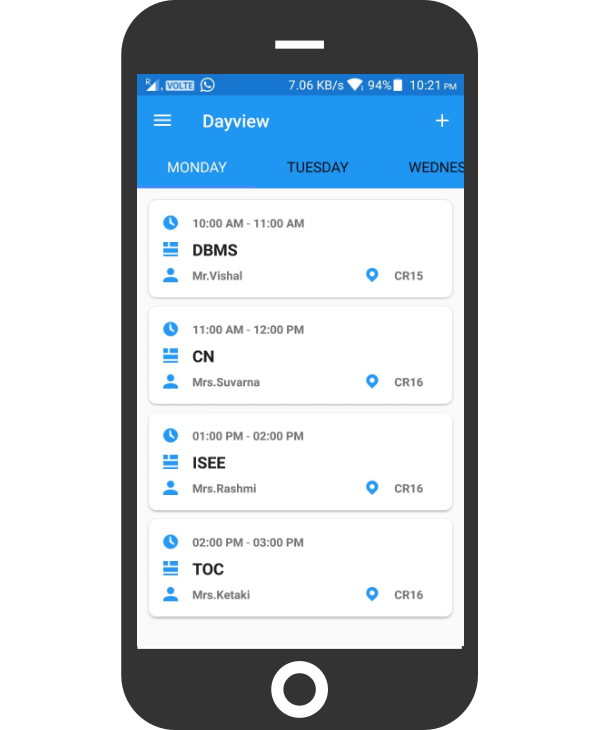 R VOLTE 7.06 KB/s 94% 10:21 PM
Dayview
MONDAY TUESDAY WEDNES
10:00 AM - 11:00 AM
DBMS
Mr.Vishal CR15
11:00 AM - 12:00 PM
CN
Mrs.Suvarna CR16
01:00 PM - 02:00 PM
ISEE
Mrs.Rashmi CR16
02:00 PM - 03:00 PM
TOC
Mrs.Ketaki CR16